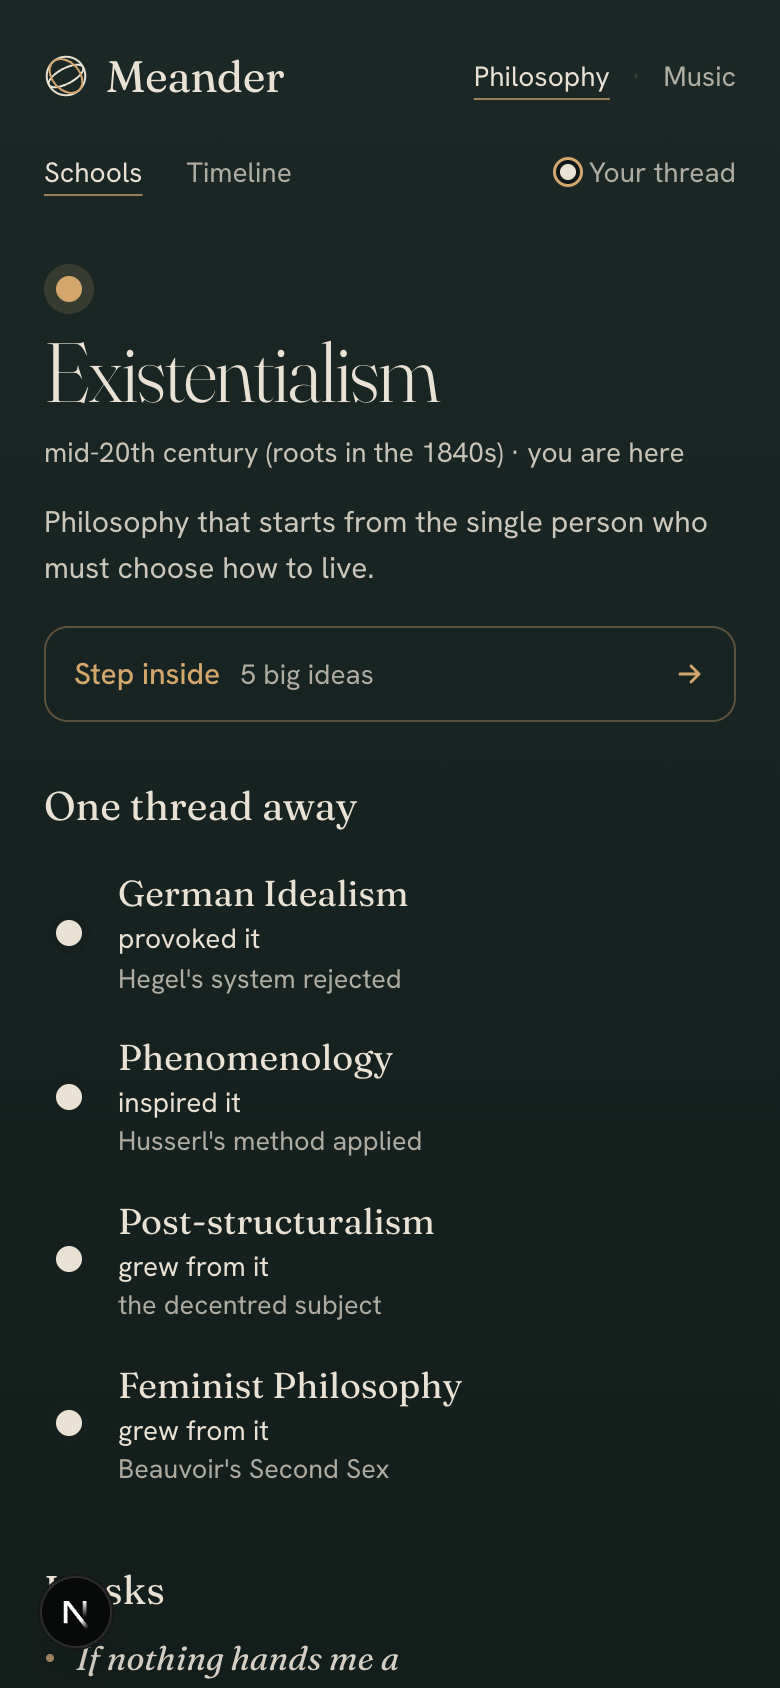 Meander
Philosophy · Music
Schools Timeline
Your thread
Existentialism
mid-20th century (roots in the 1840s) · you are here
Philosophy that starts from the single person who
must choose how to live.
Step inside 5 big ideas →
One thread away
German Idealism
provoked it
Hegel's system rejected
Phenomenology
inspired it
Husserl's method applied
Post-structuralism
grew from it
the decentred subject
Feminist Philosophy
grew from it
Beauvoir's Second Sex
N
• If nothing hands me a